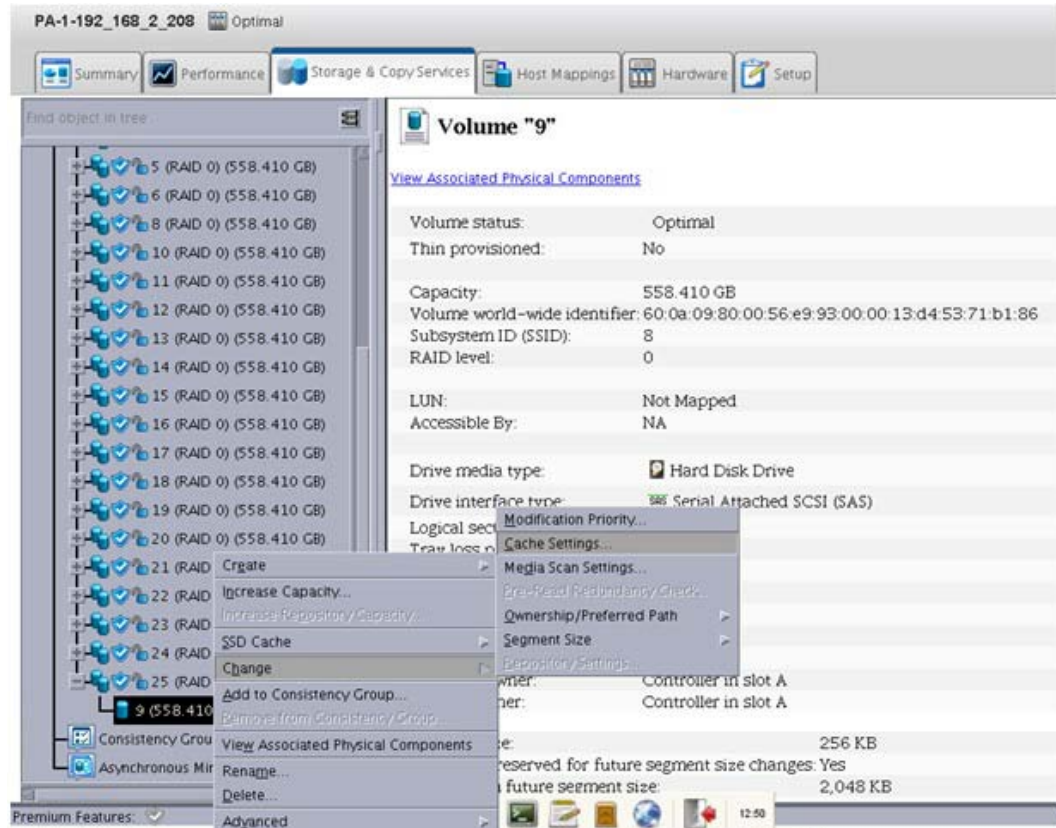 PA-1-192_168_2_208 Optimal
Summary Performance Storage & Copy Services Host Mappings Hardware Setup
Find object in tree
5 (RAID 0) (558.410 GB)
6 (RAID 0) (558.410 GB)
8 (RAID 0) (558.410 GB)
10 (RAID 0) (558.410 GB)
11 (RAID 0) (558.410 GB)
12 (RAID 0) (558.410 GB)
13 (RAID 0) (558.410 GB)
14 (RAID 0) (558.410 GB)
15 (RAID 0) (558.410 GB)
16 (RAID 0) (558.410 GB)
17 (RAID 0) (558.410 GB)
18 (RAID 0) (558.410 GB)
19 (RAID 0) (558.410 GB)
20 (RAID 0) (558.410 GB)
21 (RAID
22 (RAID
23 (RAID
24 (RAID
25 (RAID
9 (558.410
Consistency Grou
Asynchronous Mir
Premium Features:
Create
Increase Capacity...
Increase Repository Capacity...
SSD Cache
Change
Add to Consistency Group...
Remove from Consistency Group...
View Associated Physical Components
Rename...
Delete...
Advanced
Modification Priority...
Cache Settings...
Media Scan Settings...
Pre-Read Redundancy Check...
Ownership/Preferred Path
Segment Size
Repository Settings...
Volume "9"
View Associated Physical Components
Volume status: Optimal
Thin provisioned: No
Capacity: 558.410 GB
Volume world-wide identifier: 60:0a:09:80:00:56:e9:93:00:00:13:d4:53:71:b1:86
Subsystem ID (SSID): 8
RAID level: 0
LUN: Not Mapped
Accessible By: NA
Drive media type: Hard Disk Drive
Drive interface type: Serial Attached SCSI (SAS)
Logical sec
Tray loss p
wner: Controller in slot A
ner: Controller in slot A
e: 256 KB
reserved for future segment size changes: Yes
future segment size: 2,048 KB
12:50